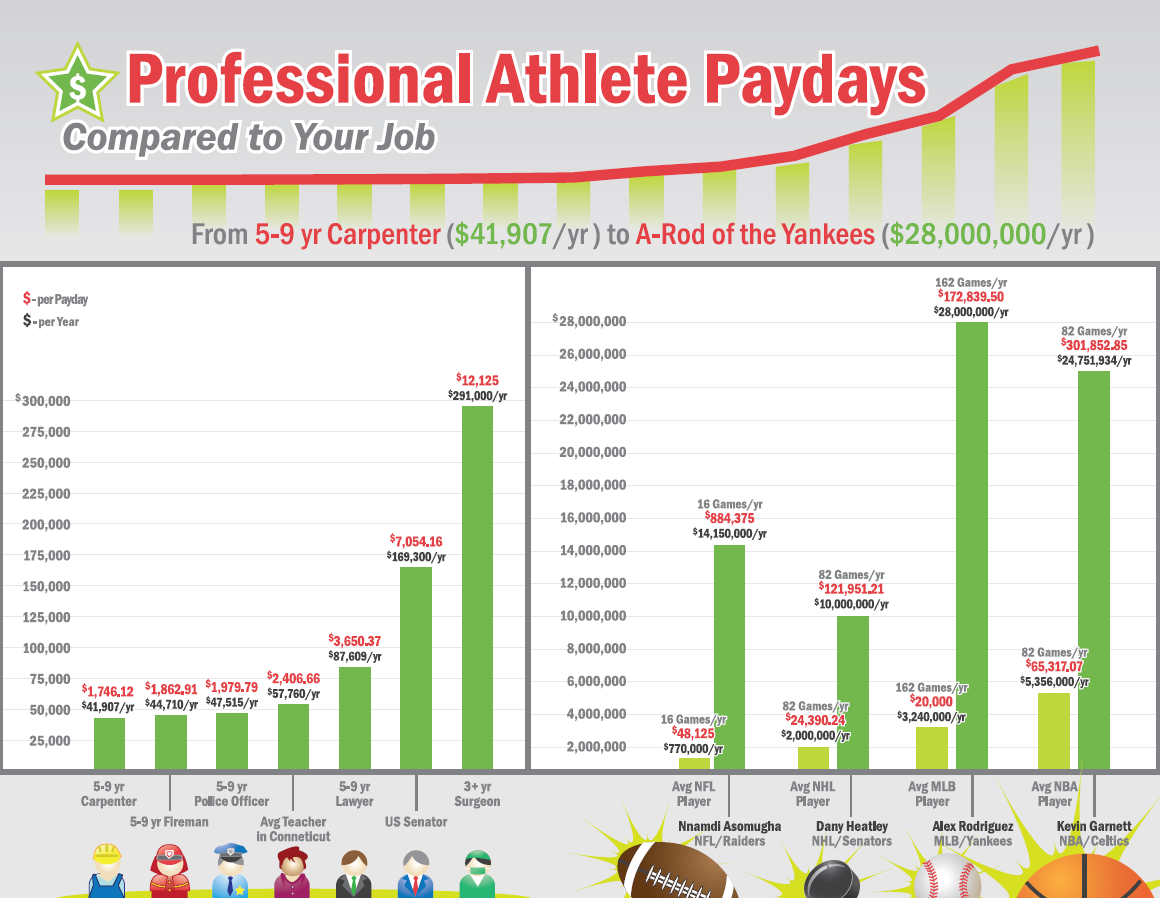 $
Professional Athlete Paydays
Compared to Your Job
From 5-9 yr Carpenter ($41,907/yr) to A-Rod of the Yankees ($28,000,000/yr)
$ - per Payday
$ - per Year
$300,000
275,000
250,000
225,000
200,000
175,000
150,000
125,000
100,000
75,000
50,000
25,000
$1,746.12
$41,907/yr
$1,862.91
$44,710/yr
$1,979.79
$47,515/yr
$2,406.66
$57,760/yr
$3,650.37
$87,609/yr
$7,054.16
$169,300/yr
$12,125
$291,000/yr
5-9 yr
Carpenter
5-9 yr Fireman
5-9 yr
Police Officer
Avg Teacher
in Conneticut
5-9 yr
Lawyer
US Senator
3+ yr
Surgeon
$28,000,000
26,000,000
24,000,000
22,000,000
20,000,000
18,000,000
16,000,000
14,000,000
12,000,000
10,000,000
8,000,000
6,000,000
4,000,000
2,000,000
16 Games/yr
$48,125
$770,000/yr
16 Games/yr
$884,375
$14,150,000/yr
82 Games/yr
$24,390.24
$2,000,000/yr
82 Games/yr
$121,951.21
$10,000,000/yr
162 Games/yr
$20,000
$3,240,000/yr
162 Games/yr
$172,839.50
$28,000,000/yr
82 Games/yr
$65,317.07
$5,356,000/yr
82 Games/yr
$301,852.85
$24,751,934/yr
Avg NFL
Player
Nnamdi Asomugha
NFL/Raiders
Avg NHL
Player
Dany Heatley
NHL/Senators
Avg MLB
Player
Alex Rodriguez
MLB/Yankees
Avg NBA
Player
Kevin Garnett
NBA/Celtics